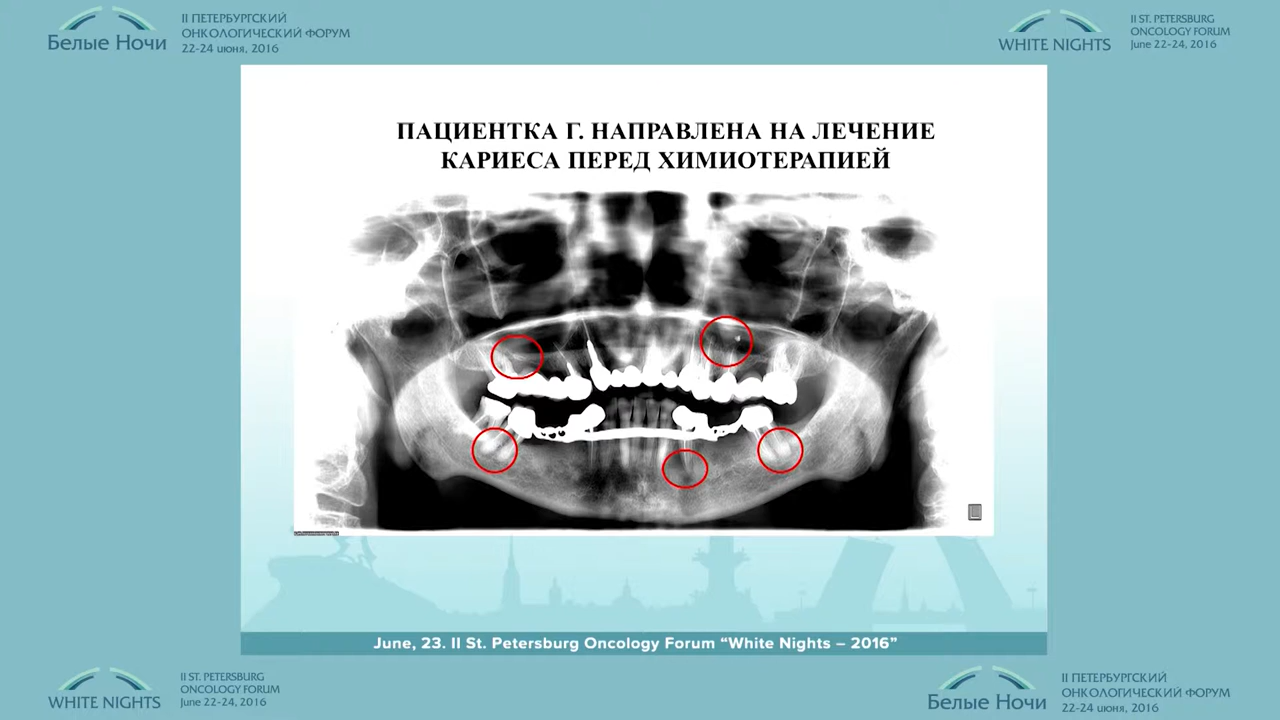 II ПЕТЕРБУРГСКИЙ
ОНКОЛОГИЧЕСКИЙ ФОРУМ
Белые Ночи
22-24 июня, 2016
II ST. PETERSBURG
ONCOLOGY FORUM
WHITE NIGHTS
June 22-24, 2016
ПАЦИЕНТКА Г. НАПРАВЛЕНА НА ЛЕЧЕНИЕ
КАРИЕСА ПЕРЕД ХИМИОТЕРАПИЕЙ
June, 23. II St. Petersburg Oncology Forum “White Nights – 2016”
II ST. PETERSBURG
ONCOLOGY FORUM
WHITE NIGHTS
June 22-24, 2016
II ПЕТЕРБУРГСКИЙ
ОНКОЛОГИЧЕСКИЙ ФОРУМ
Белые Ночи
22-24 июня, 2016